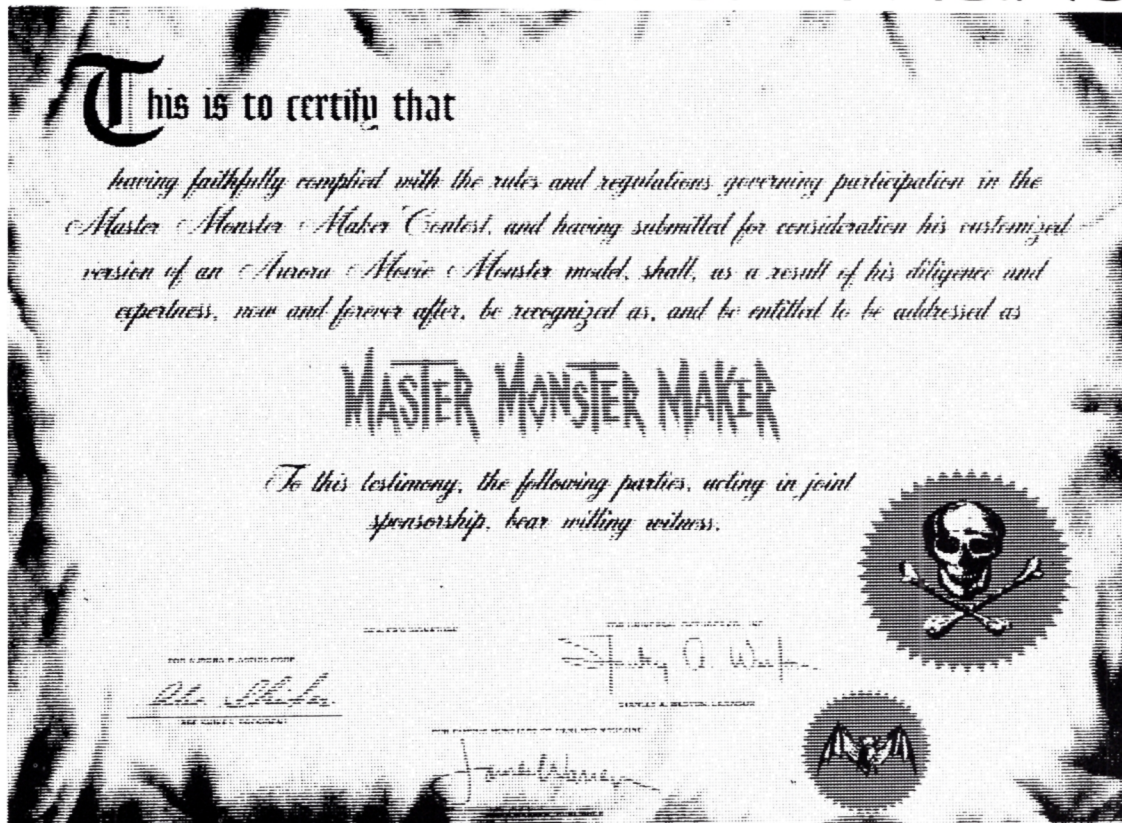 This is to certify that
having faithfully complied with the rules and regulations governing participation in the
Master Monster Maker Contest, and having submitted for consideration his customized
version of an Aurora Movie Monster model, shall, as a result of his diligence and
expertness, now and forever after, be recognized as, and be entitled to be addressed as
MASTER MONSTER MAKER
To this testimony, the following parties, acting in joint
sponsorship, bear willing witness.